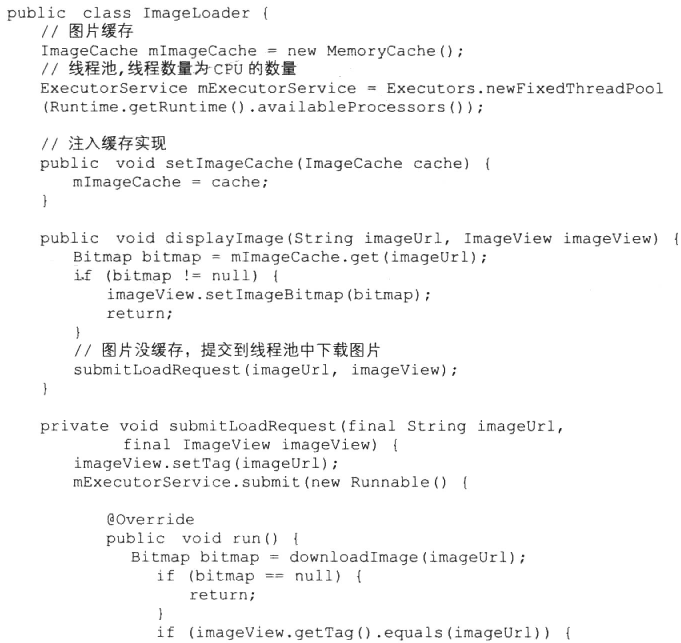 public class ImageLoader {
// 图片缓存
ImageCache mImageCache = new MemoryCache();
// 线程池,线程数量为CPU的数量
ExecutorService mExecutorService = Executors.newFixedThreadPool
(Runtime.getRuntime().availableProcessors());
// 注入缓存实现
public void setImageCache(ImageCache cache) {
mImageCache = cache;
}
public void displayImage(String imageUrl, ImageView imageView) {
Bitmap bitmap = mImageCache.get(imageUrl);
if (bitmap != null) {
imageView.setImageBitmap(bitmap);
return;
}
// 图片没缓存，提交到线程池中下载图片
submitLoadRequest(imageUrl, imageView);
}
private void submitLoadRequest(final String imageUrl,
final ImageView imageView) {
imageView.setTag(imageUrl);
mExecutorService.submit(new Runnable() {
@Override
public void run() {
Bitmap bitmap = downloadImage(imageUrl);
if (bitmap == null) {
return;
}
if (imageView.getTag().equals(imageUrl)) {